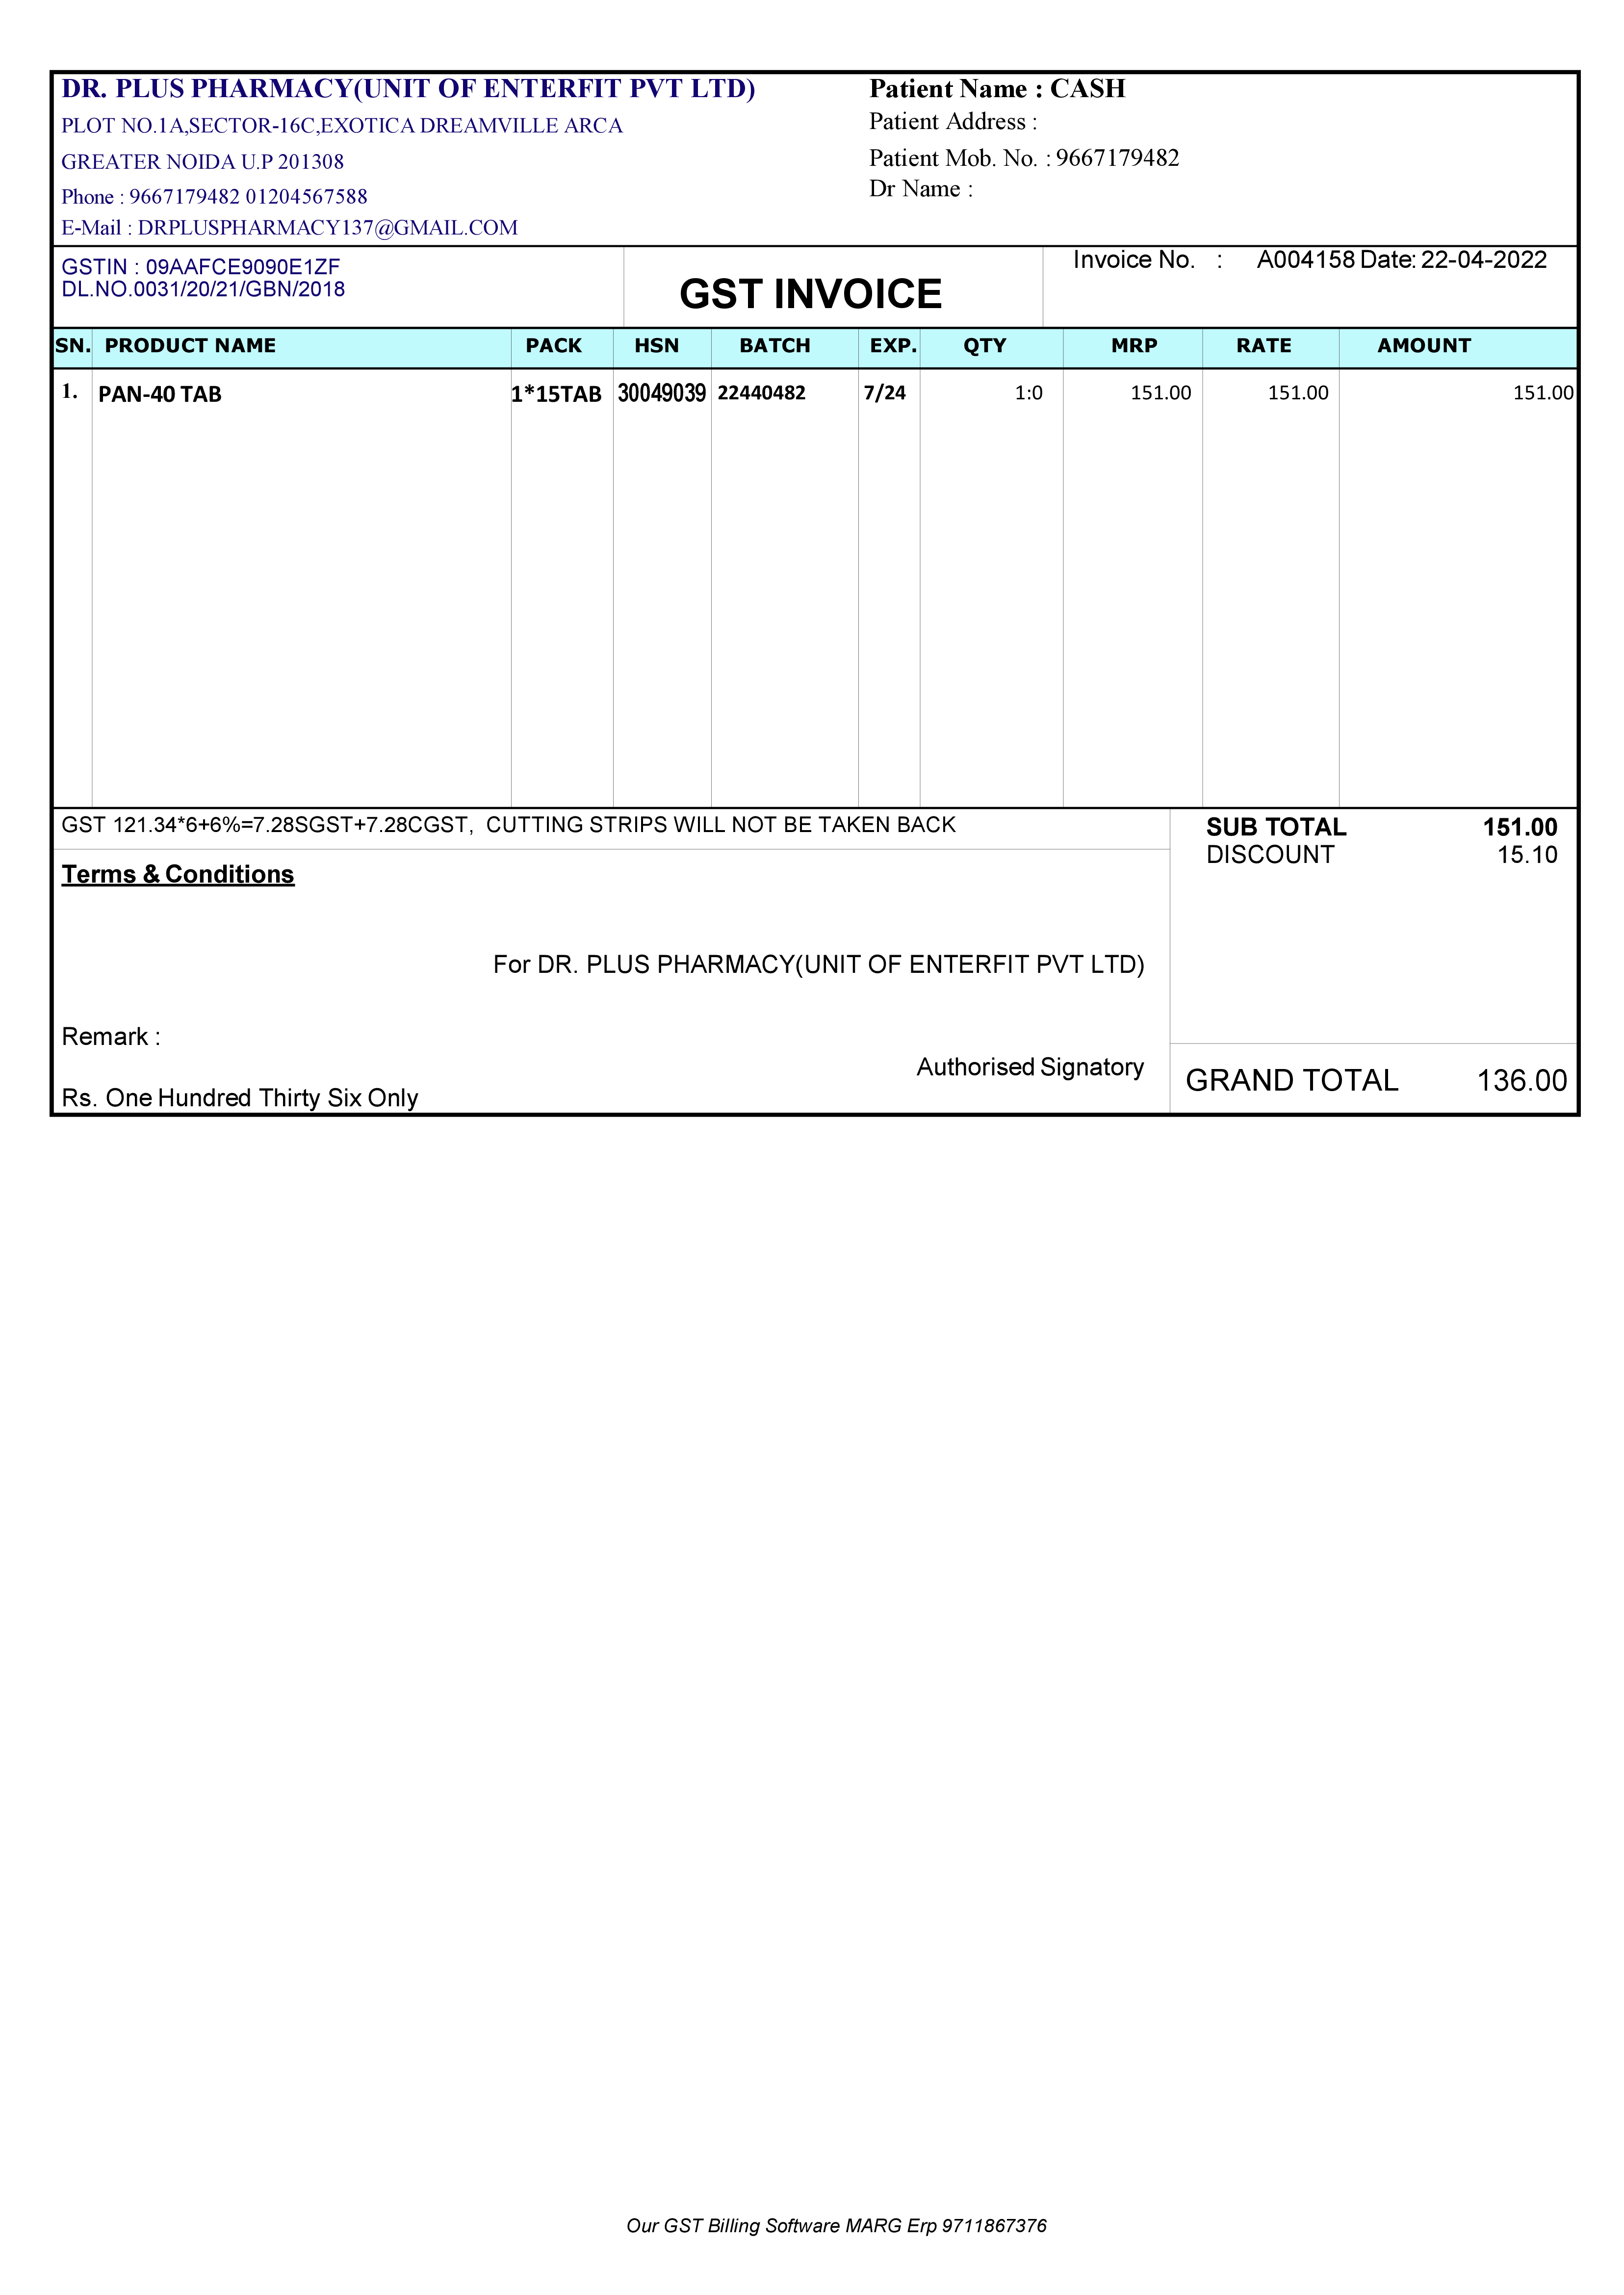 DR. PLUS PHARMACY(UNIT OF ENTERFIT PVT LTD)
PLOT NO.1A,SECTOR-16C,EXOTICA DREAMVILLE ARCA
GREATER NOIDA U.P 201308
Phone : 9667179482 01204567588
E-Mail : DRPLUSPHARMACY137@GMAIL.COM
Patient Name : CASH
Patient Address :
Patient Mob. No. : 9667179482
Dr Name :
GSTIN : 09AAFCE9090E1ZF
DL.NO.0031/20/21/GBN/2018
GST INVOICE
Invoice No. : A004158 Date: 22-04-2022
SN. PRODUCT NAME PACK HSN BATCH EXP. QTY MRP RATE AMOUNT
1. PAN-40 TAB 1*15TAB 30049039 22440482 7/24 1:0 151.00 151.00 151.00
GST 121.34*6+6%=7.28SGST+7.28CGST, CUTTING STRIPS WILL NOT BE TAKEN BACK
SUB TOTAL 151.00
DISCOUNT 15.10
Terms & Conditions
For DR. PLUS PHARMACY(UNIT OF ENTERFIT PVT LTD)
Remark :
Authorised Signatory
GRAND TOTAL 136.00
Rs. One Hundred Thirty Six Only
Our GST Billing Software MARG Erp 9711867376